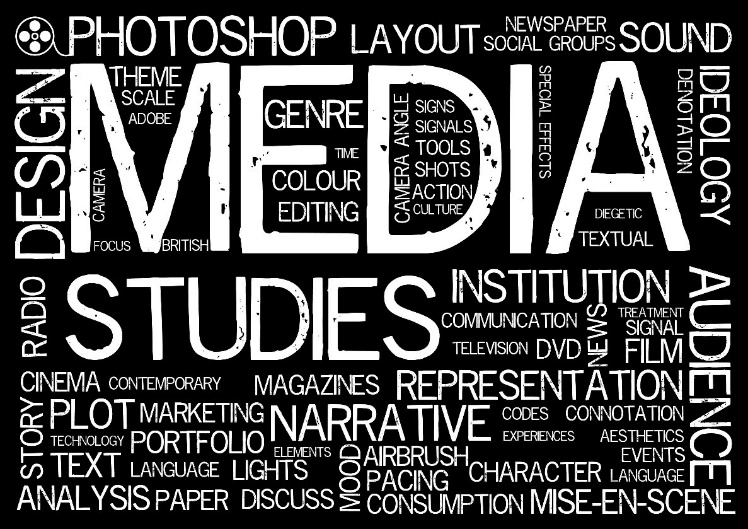 PHOTOSHOP
LAYOUT
NEWSPAPER
SOCIAL GROUPS
SOUND
DESIGN
MEDIA
THEME
SCALE
ADOBE
CAMERA
FOCUS
BRITISH
GENRE
TIME
COLOUR
EDITING
CAMERA ANGLE
SIGNS
SIGNALS
TOOLS
SHOTS
ACTION
CULTURE
SPECIAL EFFECTS
DIEGETIC
TEXTUAL
DENOTATION
IDEOLOGY
RADIO
STUDIES
INSTITUTION
COMMUNICATION
TELEVISION
DVD
NEWS
TREATMENT
SIGNAL
FILM
AUDIENCE
CINEMA
CONTEMPORARY
MAGAZINES
REPRESENTATION
STORY
PLOT
MARKETING
NARRATIVE
CODES
CONNOTATION
TECHNOLOGY
PORTFOLIO
EXPERIENCES
AESTHETICS
ELEMENTS
MOOD
AIRBRUSH
EVENTS
TEXT
LANGUAGE
LIGHTS
PACING
CHARACTER
LANGUAGE
ANALYSIS
PAPER
DISCUSS
CONSUMPTION
MISE-EN-SCENE